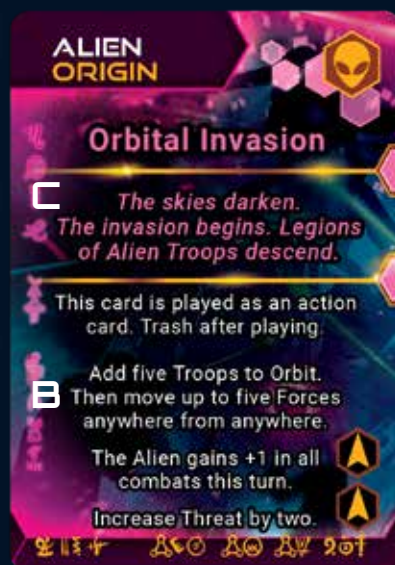 ALIEN
ORIGIN
Orbital Invasion
C
The skies darken.
The invasion begins. Legions
of Alien Troops descend.
This card is played as an action
card. Trash after playing.
B
Add five Troops to Orbit.
Then move up to five Forces
anywhere from anywhere.
The Alien gains +1 in all
combats this turn.
Increase Threat by two.